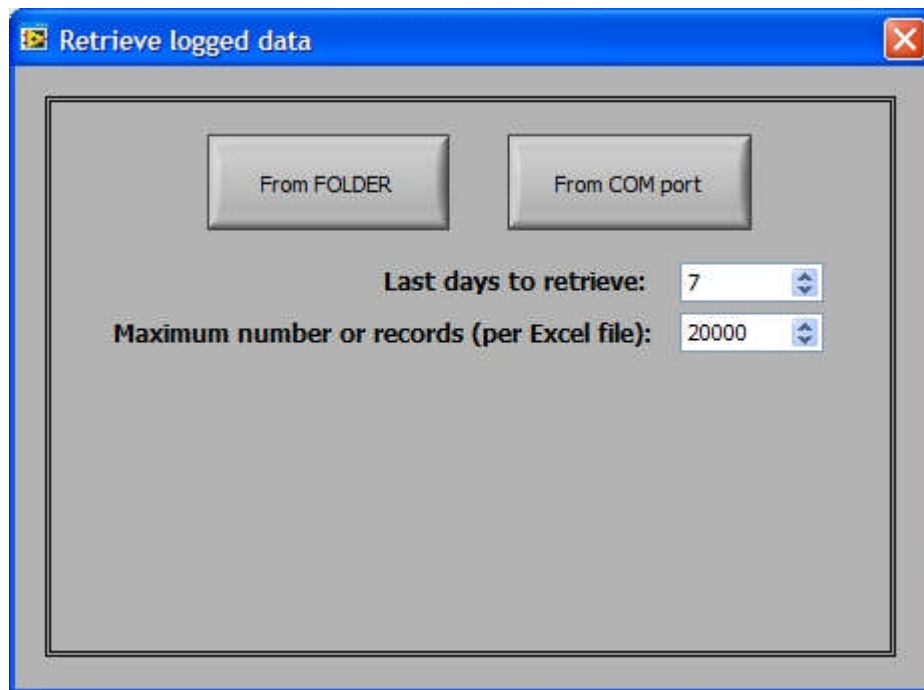 Retrieve logged data
From FOLDER
From COM port
Last days to retrieve: 7
Maximum number or records (per Excel file): 20000